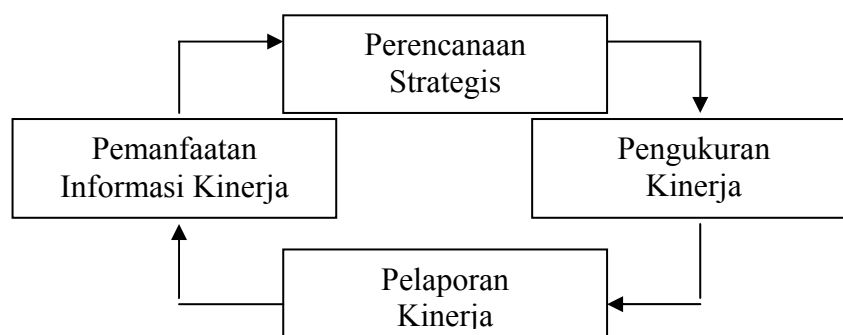 Perencanaan
Strategis
Pemanfaatan
Informasi Kinerja
Pengukuran
Kinerja
Pelaporan
Kinerja